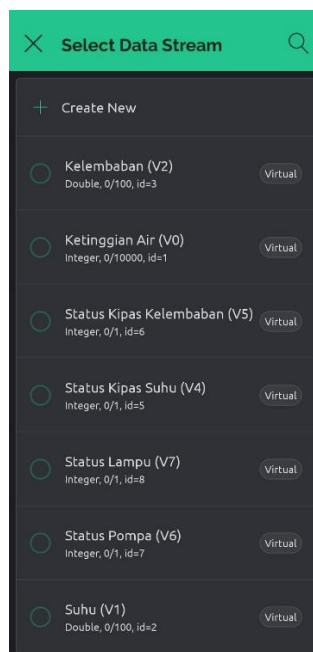 Select Data Stream
Create New
Kelembaban (V2)
Double, 0/100, id=3
Virtual
Ketinggian Air (V0)
Integer, 0/10000, id=1
Virtual
Status Kipas Kelembaban (V5)
Integer, 0/1, id=6
Virtual
Status Kipas Suhu (V4)
Integer, 0/1, id=5
Virtual
Status Lampu (V7)
Integer, 0/1, id=8
Virtual
Status Pompa (V6)
Integer, 0/1, id=7
Virtual
Suhu (V1)
Double, 0/100, id=2
Virtual